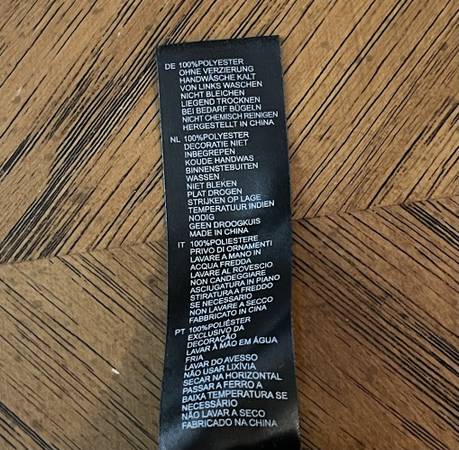 DE 100%POLYESTER
OHNE VERZIERUNG
HANDWÄSCHE KALT
VON LINKS WASCHEN
NICHT BLEICHEN
LIEGEND TROCKNEN
BEI BEDARF BÜGELN
NICHT CHEMISCH REINIGEN
HERGESTELLT IN CHINA
NL 100%POLYESTER
DECORATIE NIET
INBEGREPEN
KOUDE HANDWAS
BINNENSTEBUITEN
WASSEN
NIET BLEKEN
PLAT DROGEN
STRIJKEN OP LAGE
TEMPERATUUR INDIEN
NODIG
GEEN DROOGKUIS
MADE IN CHINA
IT 100%POLIESTERE
PRIVO DI ORNAMENTI
LAVARE A MANO IN
ACQUA FREDDA
LAVARE AL ROVESCIO
NON CANDEGGIARE
ASCIUGATURA IN PIANO
STIRATURA A FREDDO
SE NECESSARIO
NON LAVARE A SECCO
FABBRICATO IN CINA
PT 100%POLIÉSTER
EXCLUSIVO DA
DECORAÇÃO
LAVAR À MÃO EM ÁGUA
FRIA
LAVAR DO AVESSO
NÃO USAR LIXÍVIA
SECAR NA HORIZONTAL
PASSAR A FERRO A
BAIXA TEMPERATURA SE
NECESSÁRIO
NÃO LAVAR A SECO
FABRICADO NA CHINA